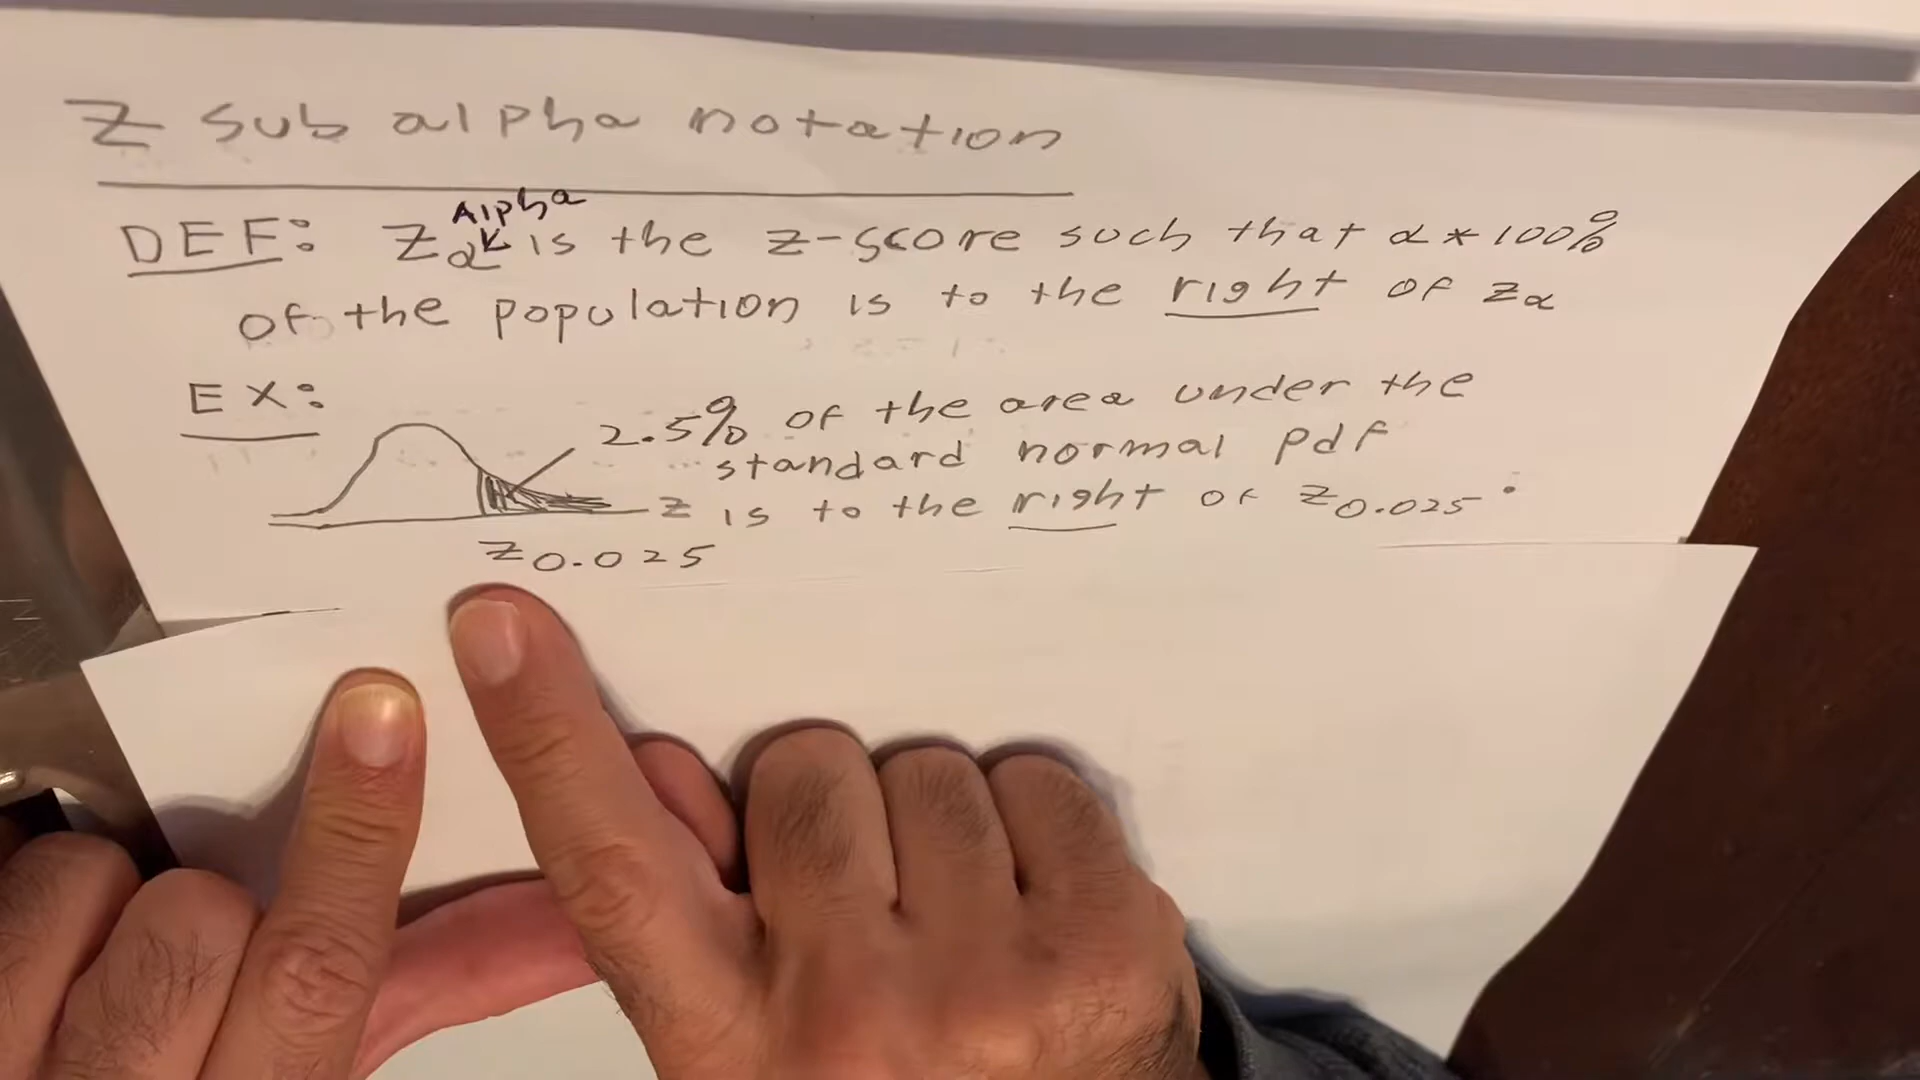 Z sub alpha notation
Alpha
DEF: Zα is the z-score such that α * 100%
of the population is to the right of zα
EX:
2.5% of the area under the
standard normal pdf
z is to the right of z0.025.
z0.025